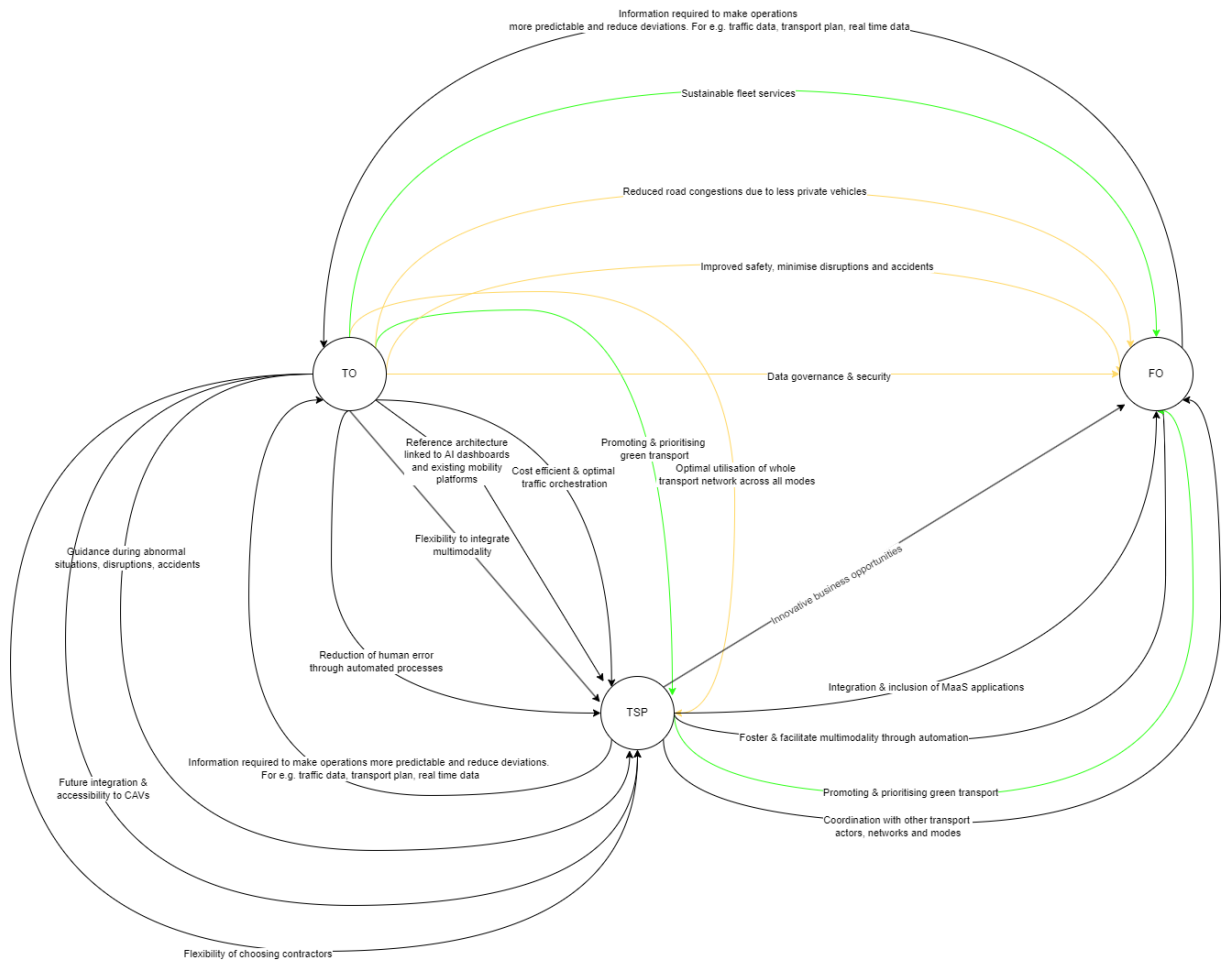 Information required to make operations
more predictable and reduce deviations. For e.g. traffic data, transport plan, real time data
Sustainable fleet services
Reduced road congestions due to less private vehicles
Improved safety, minimise disruptions and accidents
TO
Data governance & security
FO
Reference architecture
linked to AI dashboards
and existing mobility
platforms
Cost efficient & optimal
traffic orchestration
Promoting & prioritising
green transport
Optimal utilisation of whole
transport network across all modes
Flexibility to integrate
multimodality
Guidance during abnormal
situations, disruptions, accidents
Innovative business opportunities
Reduction of human error
through automated processes
Integration & inclusion of MaaS applications
TSP
Foster & facilitate multimodality through automation
Information required to make operations more predictable and reduce deviations.
For e.g. traffic data, transport plan, real time data
Future integration &
accessibility to CAVs
Promoting & prioritising green transport
Coordination with other transport
actors, networks and modes
Flexibility of choosing contractors